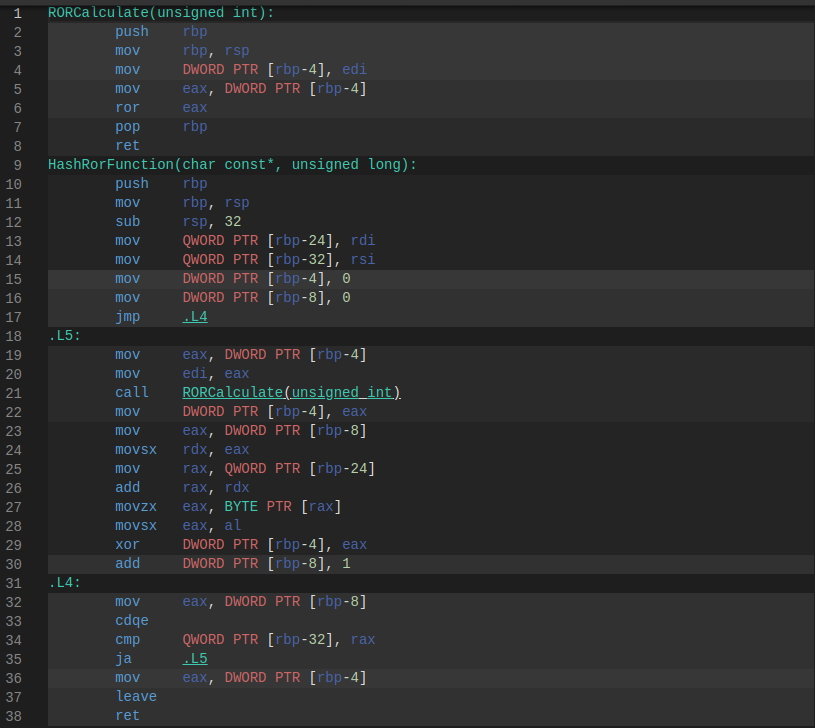 1 RORCalculate(unsigned int):
2 push rbp
3 mov rbp, rsp
4 mov DWORD PTR [rbp-4], edi
5 mov eax, DWORD PTR [rbp-4]
6 ror eax
7 pop rbp
8 ret
9 HashRorFunction(char const*, unsigned long):
10 push rbp
11 mov rbp, rsp
12 sub rsp, 32
13 mov QWORD PTR [rbp-24], rdi
14 mov QWORD PTR [rbp-32], rsi
15 mov DWORD PTR [rbp-4], 0
16 mov DWORD PTR [rbp-8], 0
17 jmp .L4
18 .L5:
19 mov eax, DWORD PTR [rbp-4]
20 mov edi, eax
21 call RORCalculate(unsigned int)
22 mov DWORD PTR [rbp-4], eax
23 mov eax, DWORD PTR [rbp-8]
24 movsx rdx, eax
25 mov rax, QWORD PTR [rbp-24]
26 add rax, rdx
27 movzx eax, BYTE PTR [rax]
28 movsx eax, al
29 xor DWORD PTR [rbp-4], eax
30 add DWORD PTR [rbp-8], 1
31 .L4:
32 mov eax, DWORD PTR [rbp-8]
33 cdqe
34 cmp QWORD PTR [rbp-32], rax
35 ja .L5
36 mov eax, DWORD PTR [rbp-4]
37 leave
38 ret